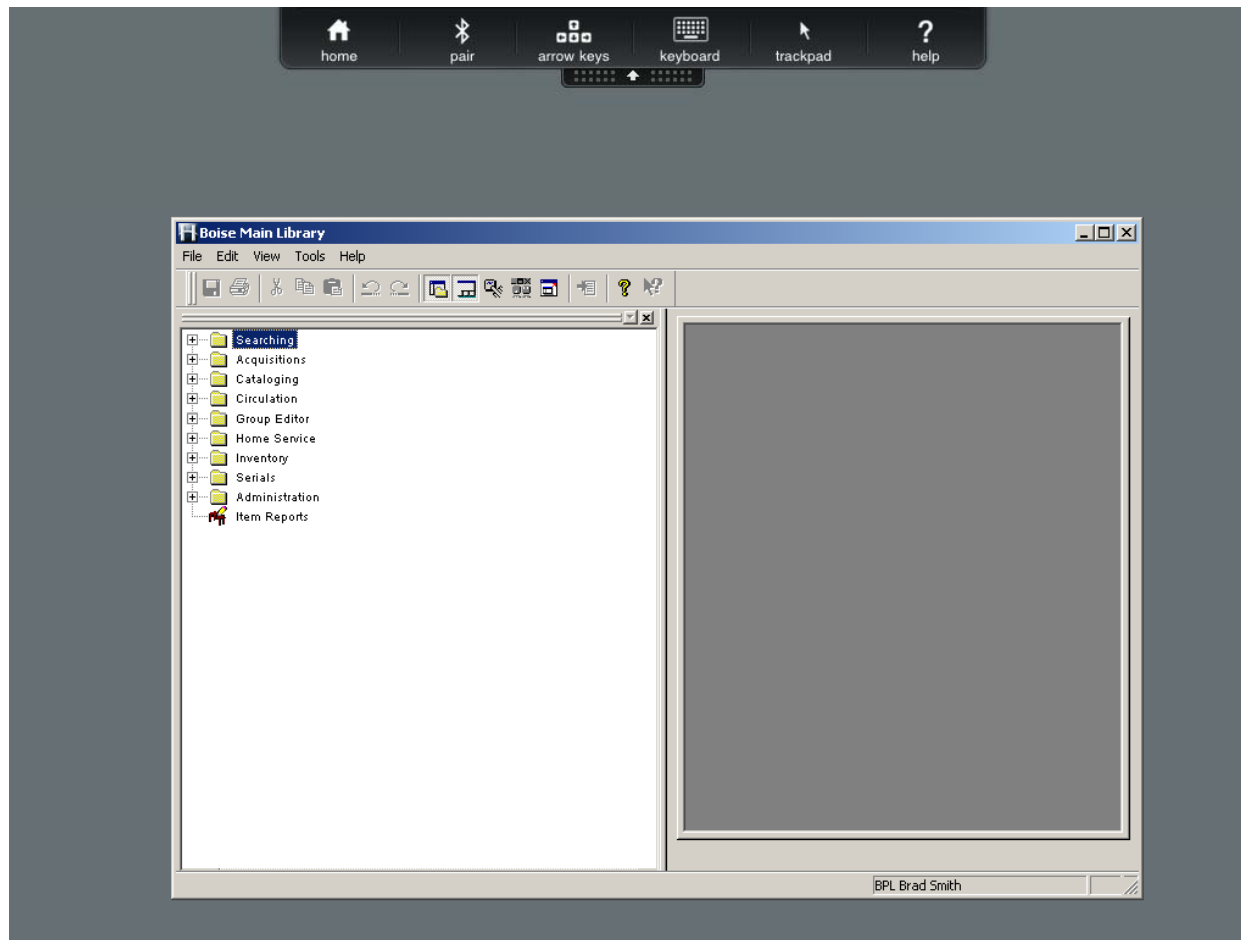 home pair arrow keys keyboard trackpad ? help
Boise Main Library
File Edit View Tools Help
Searching
Acquisitions
Cataloging
Circulation
Group Editor
Home Service
Inventory
Serials
Administration
Item Reports
BPL Brad Smith